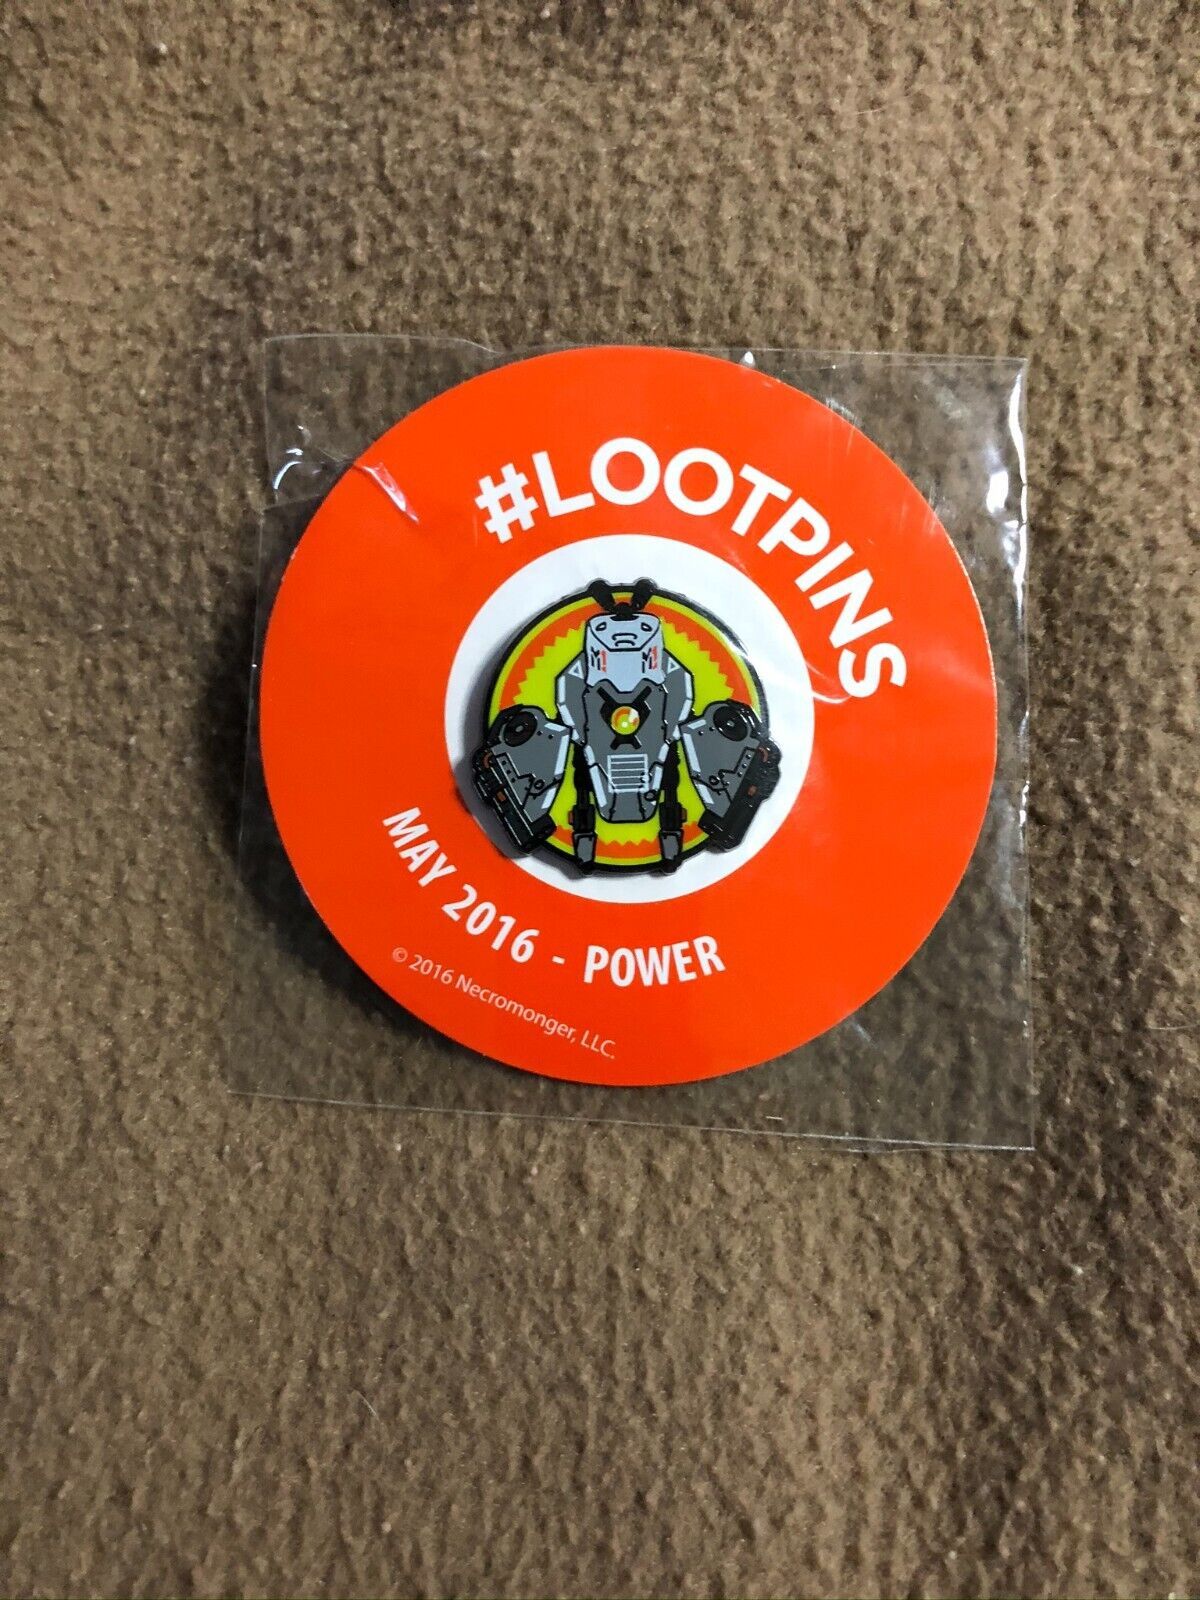 #LOOTPINS
MAY 2016 - POWER
© 2016 Necromonger, LLC.